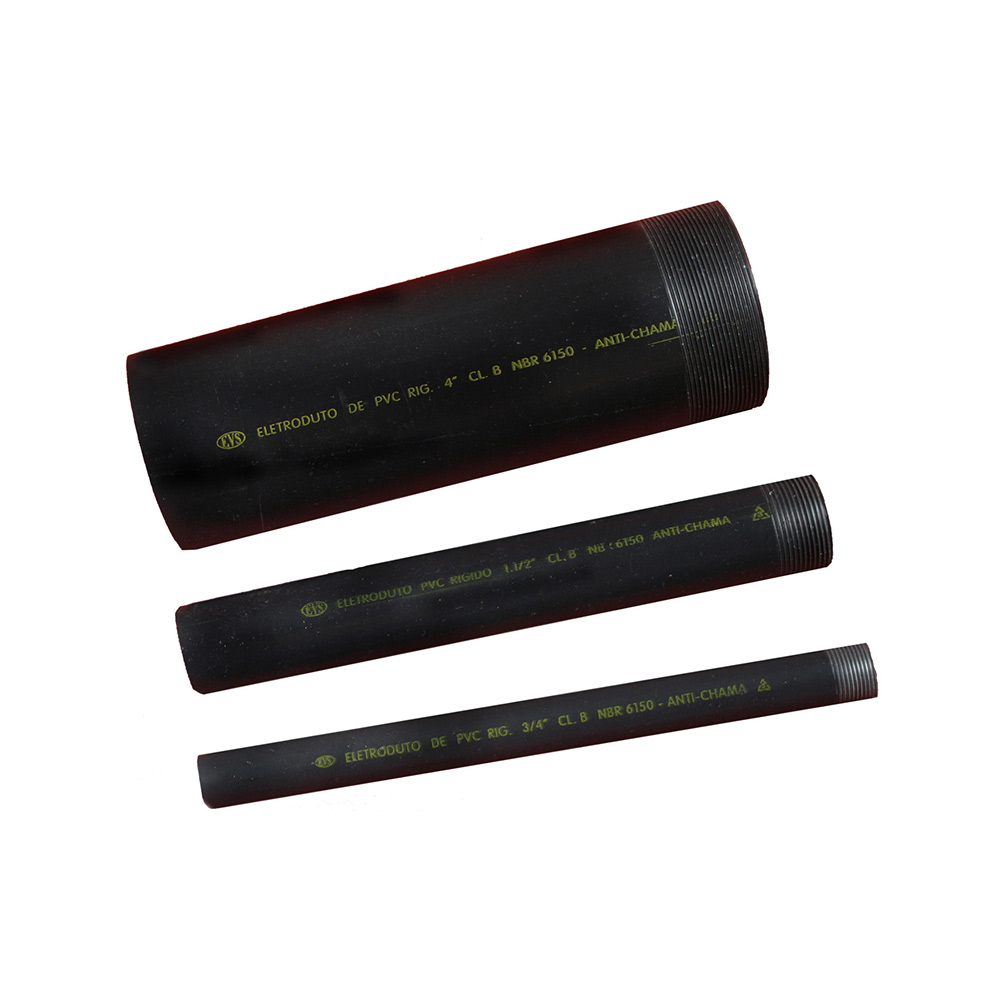 EVS ELETRODUTO DE PVC RIG. 4" CL. B NBR 6150 - ANTI-CHAMA
EVS ELETRODUTO PVC RIGIDO 1.1/2" CL. B NB : 6150 ANTI-CHAMA
EVS ELETRODUTO DE PVC RIG. 3/4" CL. B NBR 6150 - ANTI-CHAMA